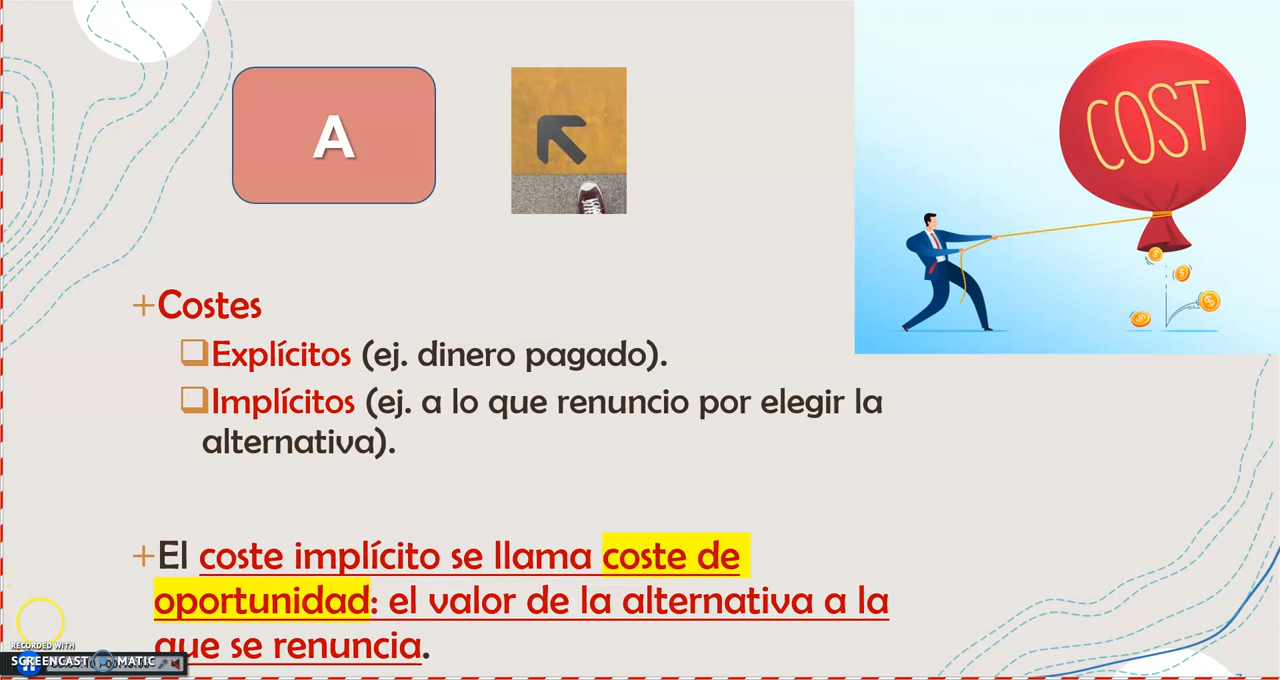 A
COST
+Costes
❑Explícitos (ej. dinero pagado).
❑Implícitos (ej. a lo que renuncio por elegir la
alternativa).
+El coste implícito se llama coste de
oportunidad: el valor de la alternativa a la
que se renuncia.
RECORDED WITH
SCREENCAST MATIC